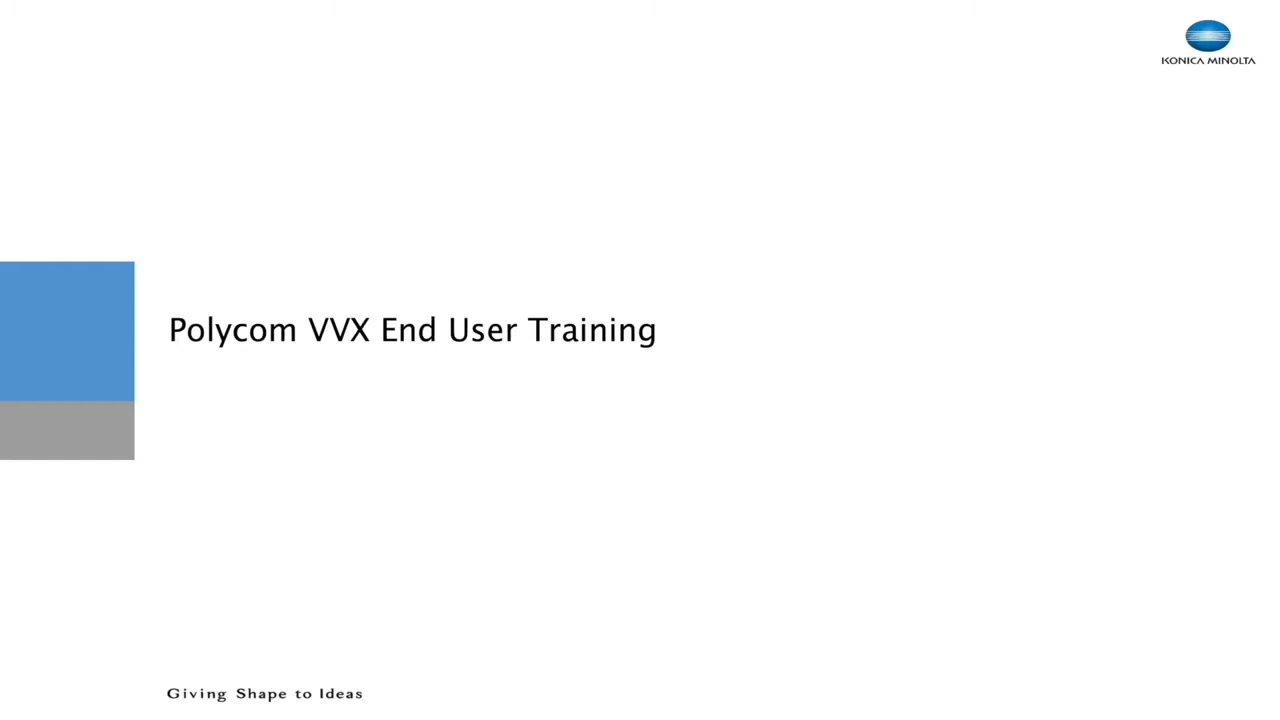 KONICA MINOLTA
Polycom VVX End User Training
Giving Shape to Ideas